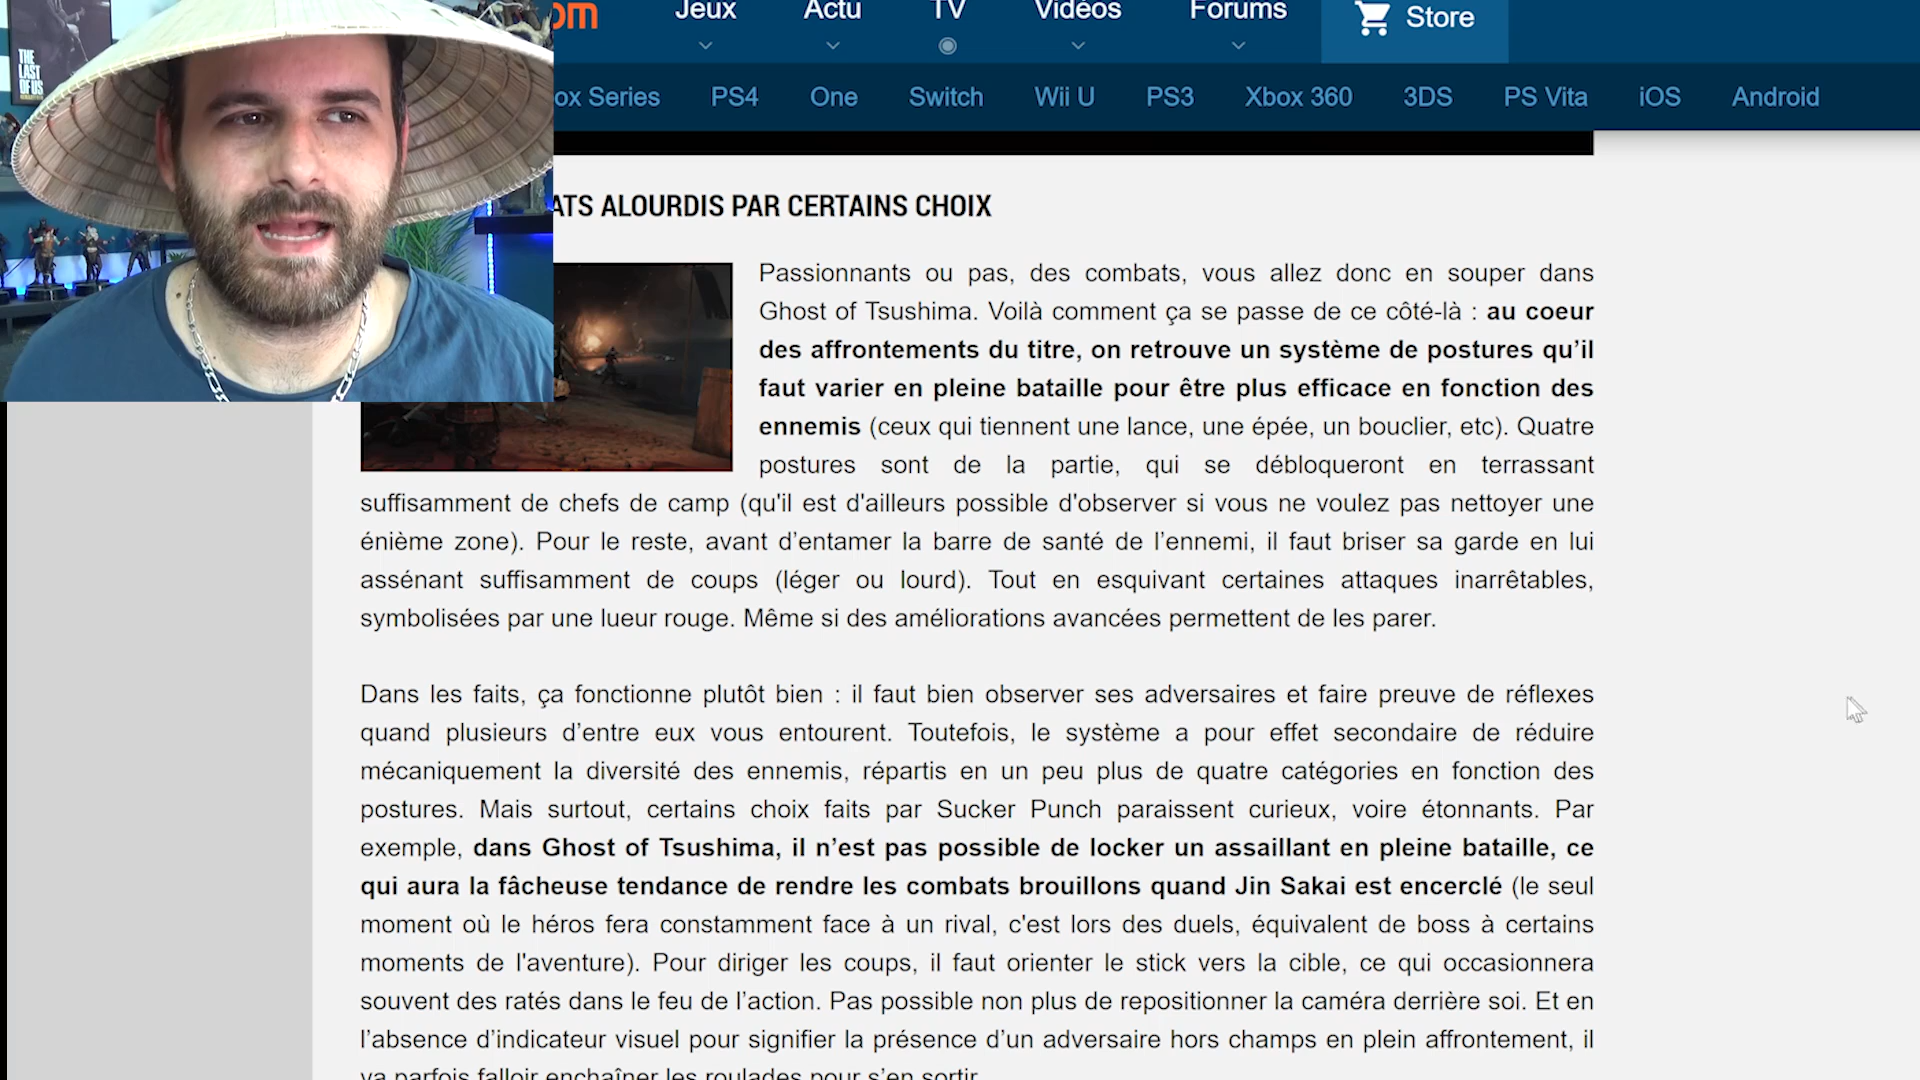 THE
LAST
OF US
om
Jeux
Actu
TV
Vidéos
Forums
Store
ox Series
PS4
One
Switch
Wii U
PS3
Xbox 360
3DS
PS Vita
iOS
Android
ATS ALOURDIS PAR CERTAINS CHOIX
Passionnants ou pas, des combats, vous allez donc en souper dans
Ghost of Tsushima. Voilà comment ça se passe de ce côté-là : au coeur
des affrontements du titre, on retrouve un système de postures qu’il
faut varier en pleine bataille pour être plus efficace en fonction des
ennemis (ceux qui tiennent une lance, une épée, un bouclier, etc). Quatre
postures sont de la partie, qui se débloqueront en terrassant
suffisamment de chefs de camp (qu'il est d'ailleurs possible d'observer si vous ne voulez pas nettoyer une
énième zone). Pour le reste, avant d’entamer la barre de santé de l’ennemi, il faut briser sa garde en lui
assénant suffisamment de coups (léger ou lourd). Tout en esquivant certaines attaques inarrêtables,
symbolisées par une lueur rouge. Même si des améliorations avancées permettent de les parer.
Dans les faits, ça fonctionne plutôt bien : il faut bien observer ses adversaires et faire preuve de réflexes
quand plusieurs d’entre eux vous entourent. Toutefois, le système a pour effet secondaire de réduire
mécaniquement la diversité des ennemis, répartis en un peu plus de quatre catégories en fonction des
postures. Mais surtout, certains choix faits par Sucker Punch paraissent curieux, voire étonnants. Par
exemple, dans Ghost of Tsushima, il n’est pas possible de locker un assaillant en pleine bataille, ce
qui aura la fâcheuse tendance de rendre les combats brouillons quand Jin Sakai est encerclé (le seul
moment où le héros fera constamment face à un rival, c'est lors des duels, équivalent de boss à certains
moments de l'aventure). Pour diriger les coups, il faut orienter le stick vers la cible, ce qui occasionnera
souvent des ratés dans le feu de l’action. Pas possible non plus de repositionner la caméra derrière soi. Et en
l’absence d’indicateur visuel pour signifier la présence d’un adversaire hors champs en plein affrontement, il
va parfois falloir enchaîner les roulades pour s’en sortir.